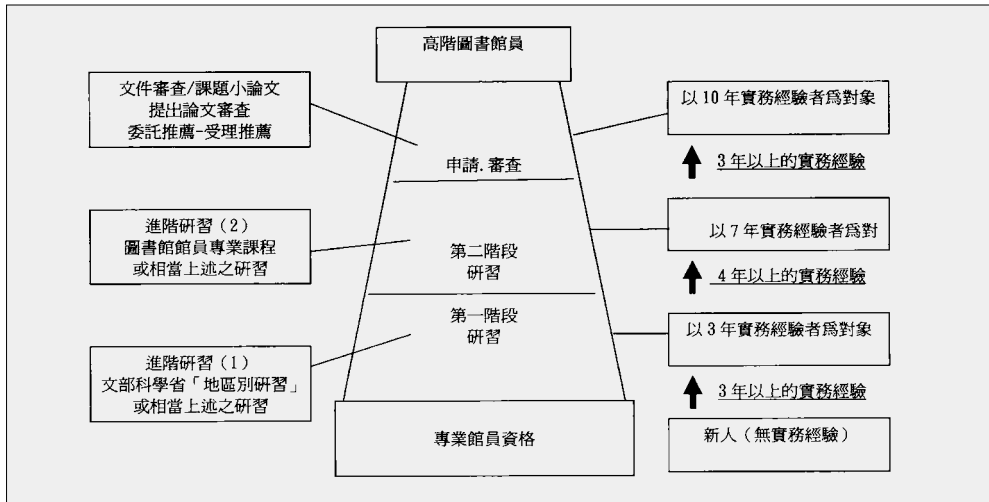 高階圖書館員
文件審查/課題小論文
提出論文審查
委託推薦-受理推薦
以10年實務經驗者爲對象
申請.審查
3年以上的實務經驗
進階研習(2)
圖書館館員專業課程
或相當上述之研習
以7年實務經驗者爲對
第二階段
研習
4年以上的實務經驗
第一階段
研習
以3年實務經驗者爲對象
進階研習(1)
文部科學省「地區別研習」
或相當上述之研習
3年以上的實務經驗
專業館員資格
新人(無實務經驗)